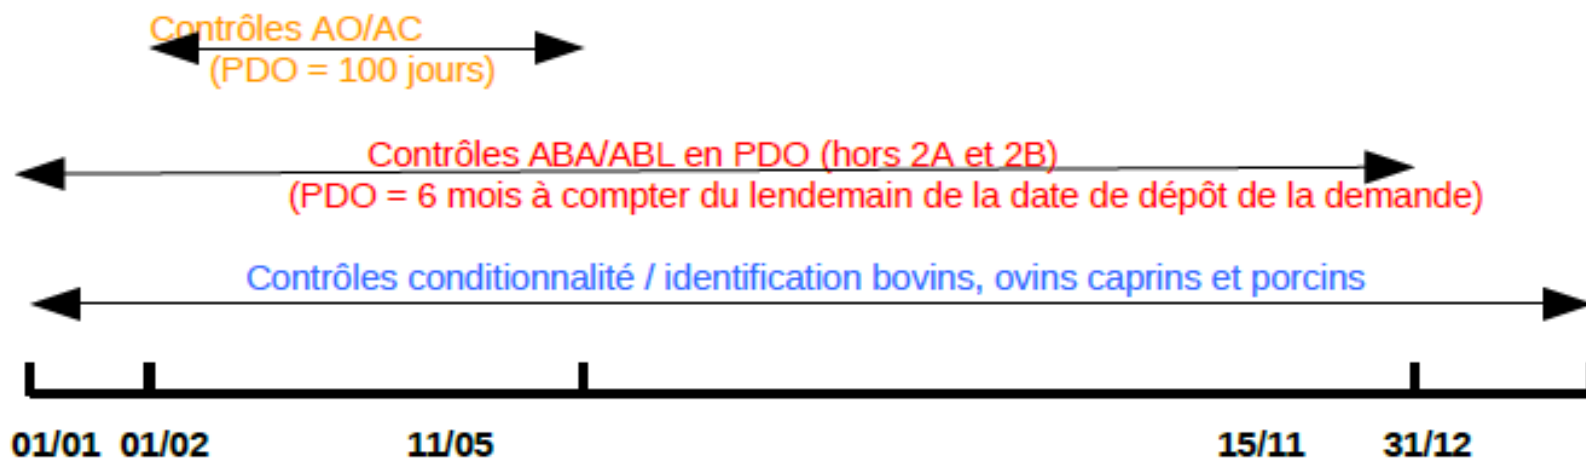 Contrôles AO/AC
(PDO = 100 jours)
Contrôles ABA/ABL en PDO (hors 2A et 2B)
(PDO = 6 mois à compter du lendemain de la date de dépôt de la demande)
Contrôles conditionnalité / identification bovins, ovins caprins et porcins
01/01 01/02 11/05 15/11 31/12